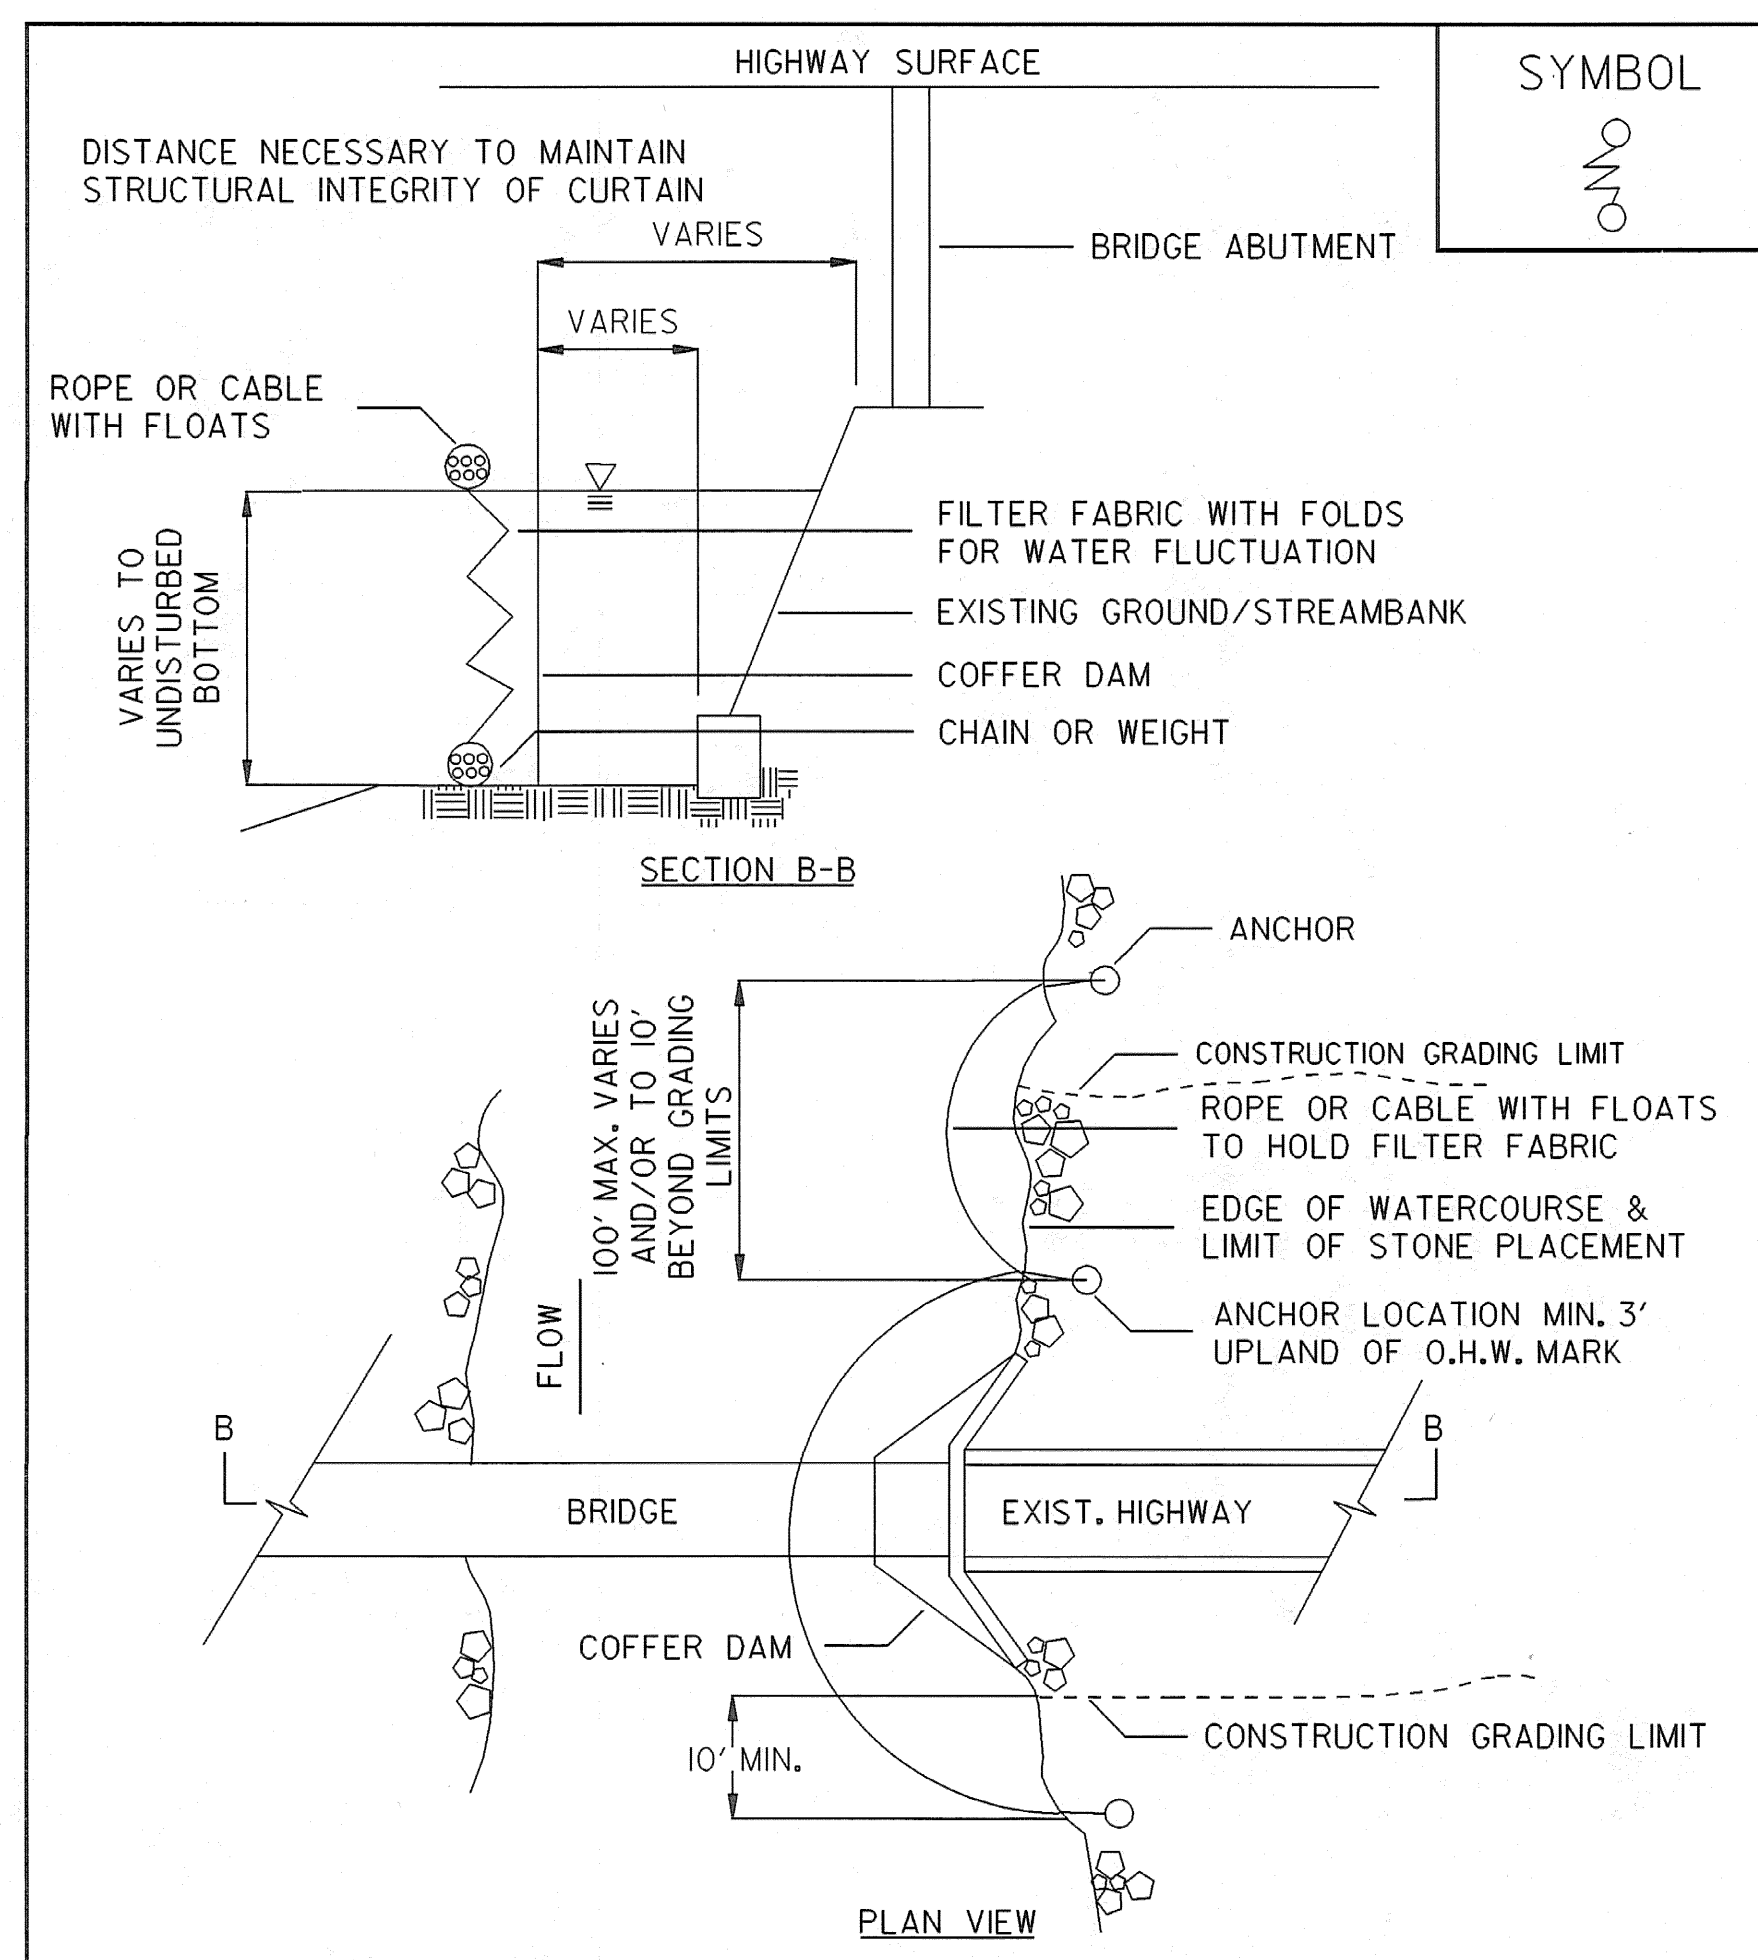 HIGHWAY SURFACE
SYMBOL
DISTANCE NECESSARY TO MAINTAIN
STRUCTURAL INTEGRITY OF CURTAIN
VARIES
BRIDGE ABUTMENT
VARIES
ROPE OR CABLE
WITH FLOATS
FILTER FABRIC WITH FOLDS
FOR WATER FLUCTUATION
VARIES TO
UNDISTURBED
BOTTOM
EXISTING GROUND/STREAMBANK
COFFER DAM
CHAIN OR WEIGHT
SECTION B-B
ANCHOR
100' MAX. VARIES
AND/OR TO 10'
BEYOND GRADING
LIMITS
CONSTRUCTION GRADING LIMIT
ROPE OR CABLE WITH FLOATS
TO HOLD FILTER FABRIC
EDGE OF WATERCOURSE &
LIMIT OF STONE PLACEMENT
FLOW
ANCHOR LOCATION MIN. 3'
UPLAND OF O.H.W. MARK
B
B
BRIDGE
EXIST. HIGHWAY
COFFER DAM
CONSTRUCTION GRADING LIMIT
10' MIN.
PLAN VIEW